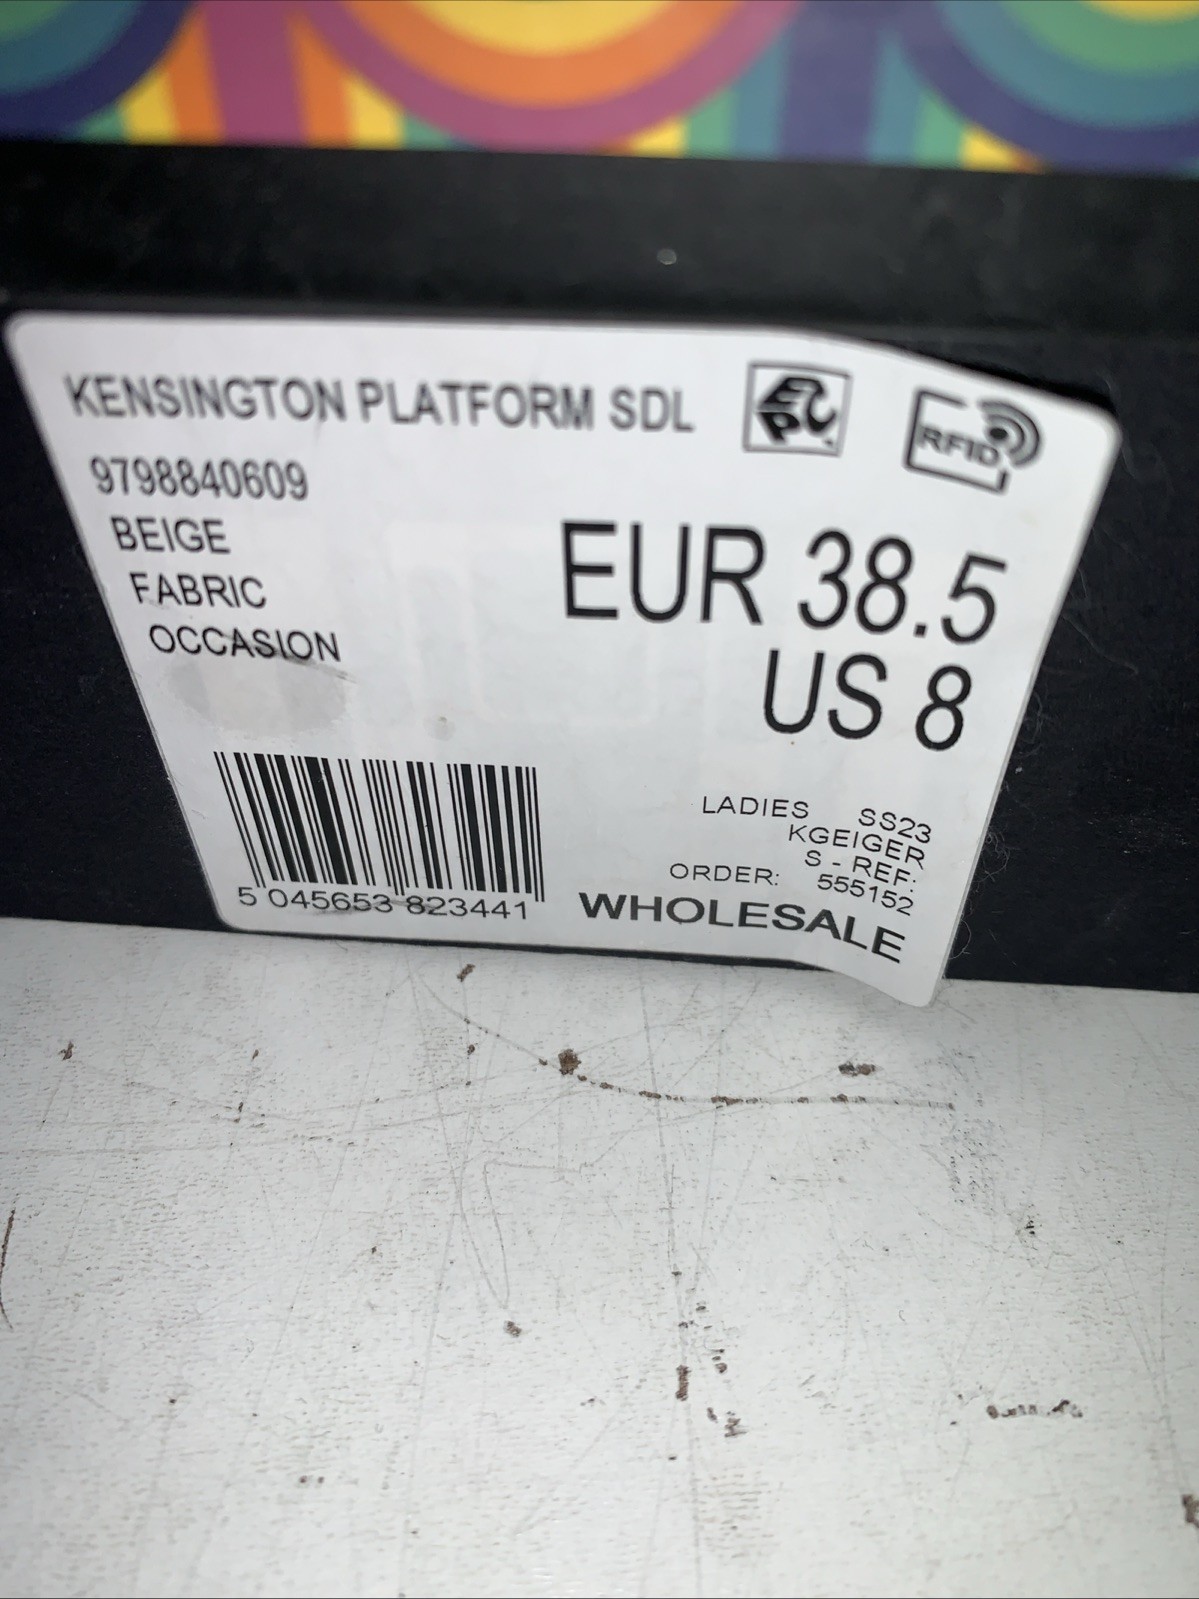 KENSINGTON PLATFORM SDL
EPC
RFID
9798840609
BEIGE
FABRIC
OCCASION
EUR 38.5
US 8
LADIES SS23
KGEIGER
S - REF:
ORDER: 555152
WHOLESALE
5 045653 823441